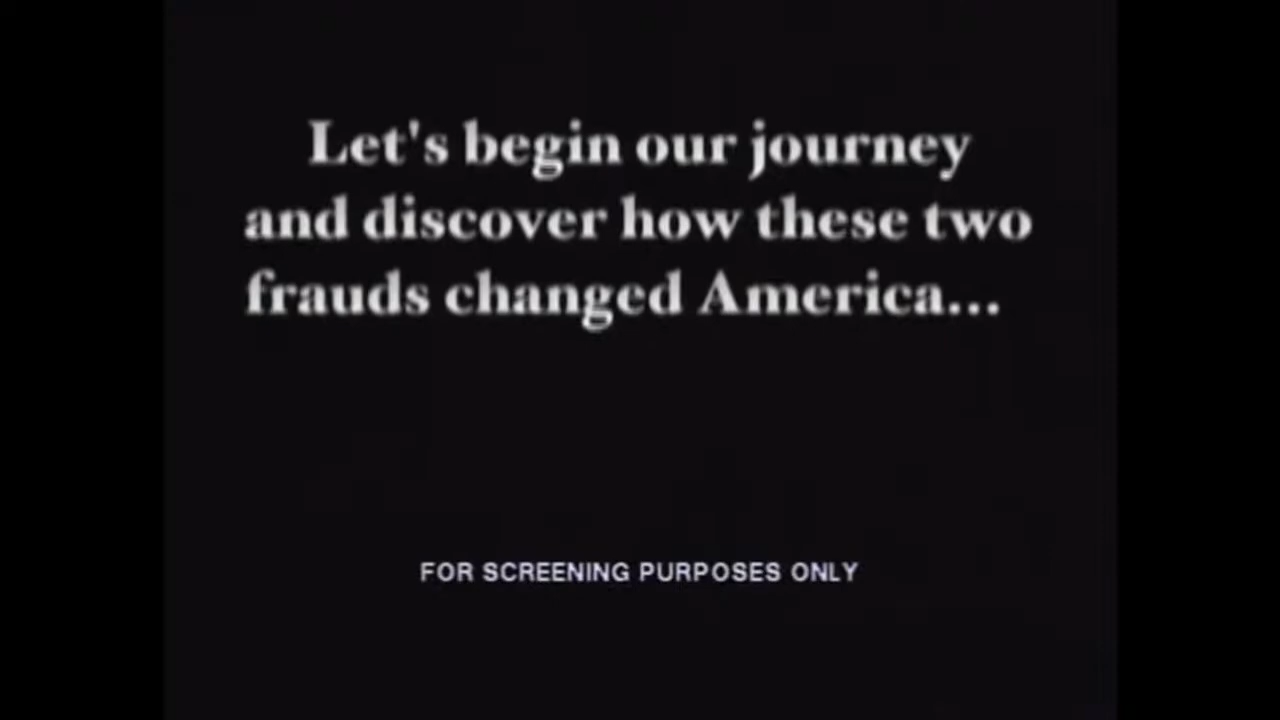 Let's begin our journey
and discover how these two
frauds changed America...
FOR SCREENING PURPOSES ONLY